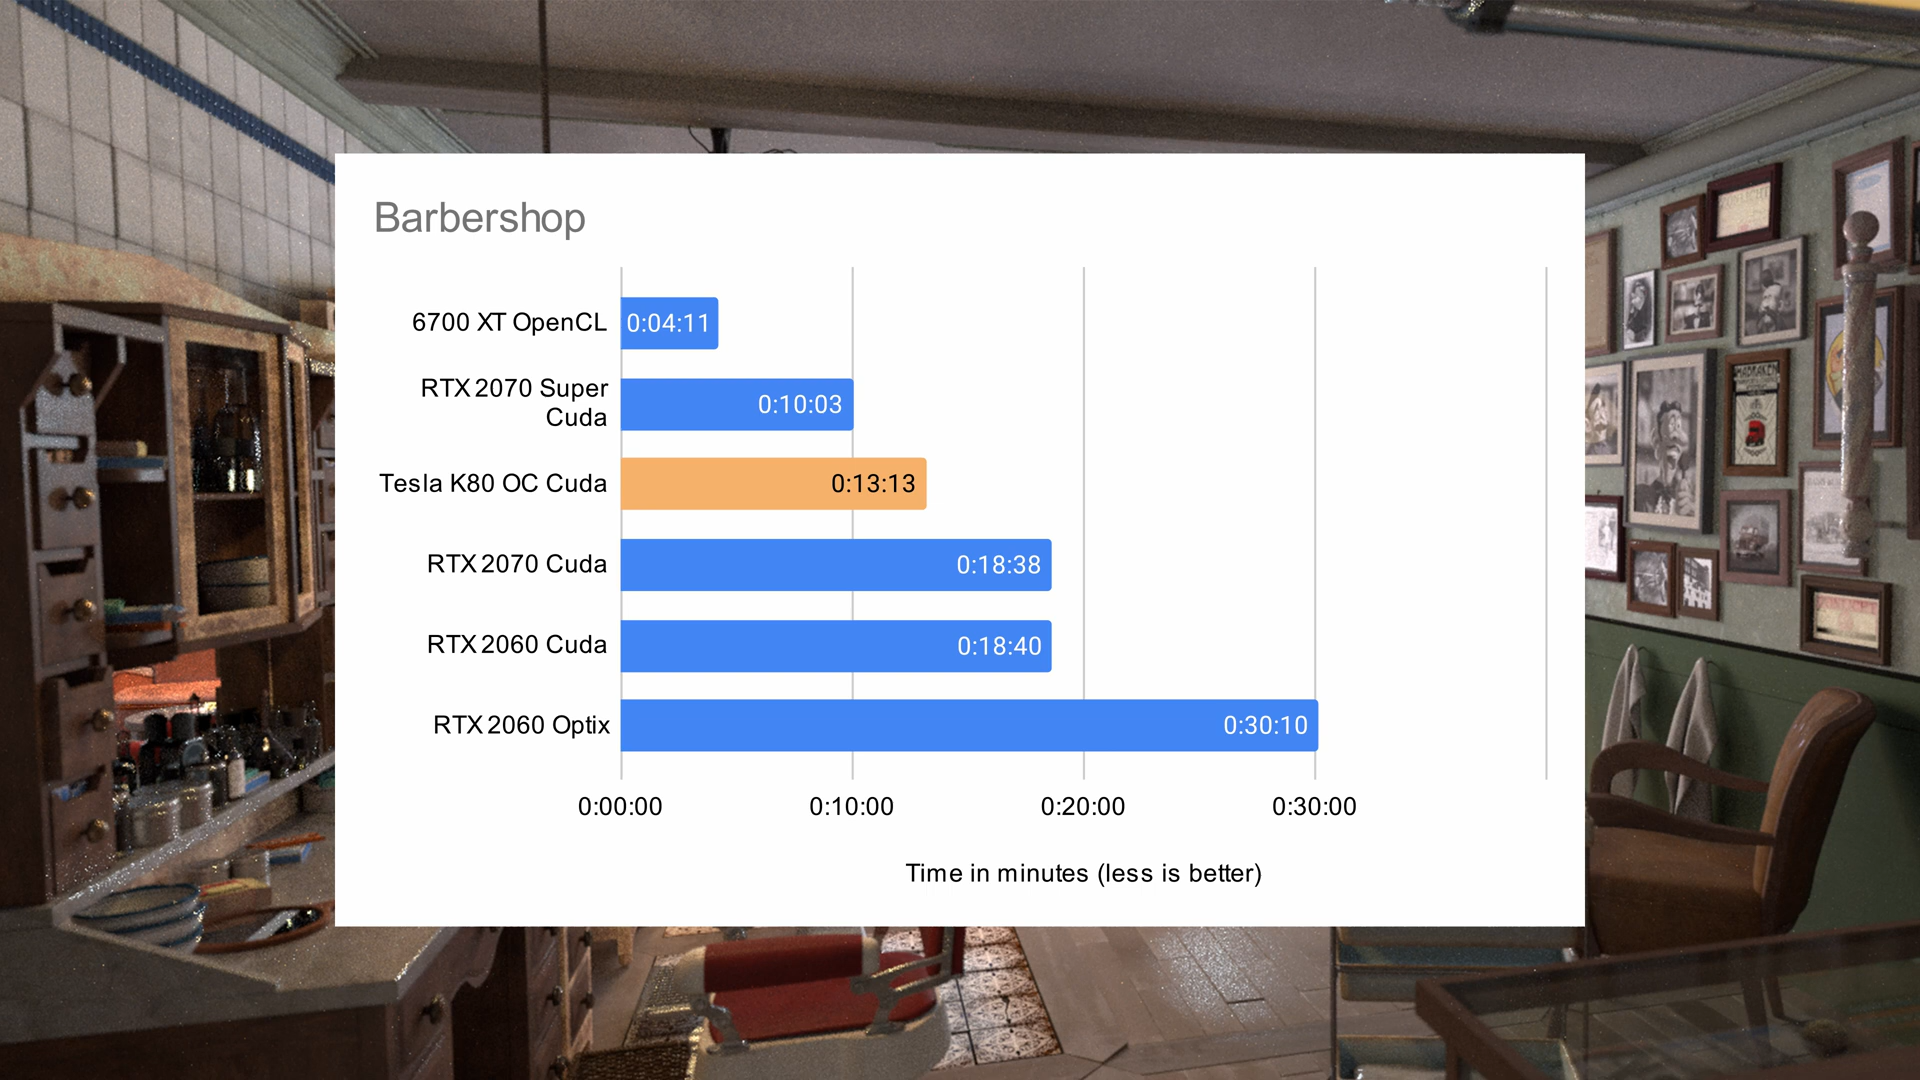 Barbershop
6700 XT OpenCL
0:04:11
RTX 2070 Super
Cuda
0:10:03
Tesla K80 OC Cuda
0:13:13
RTX 2070 Cuda
0:18:38
RTX 2060 Cuda
0:18:40
RTX 2060 Optix
0:30:10
0:00:00
0:10:00
0:20:00
0:30:00
Time in minutes (less is better)